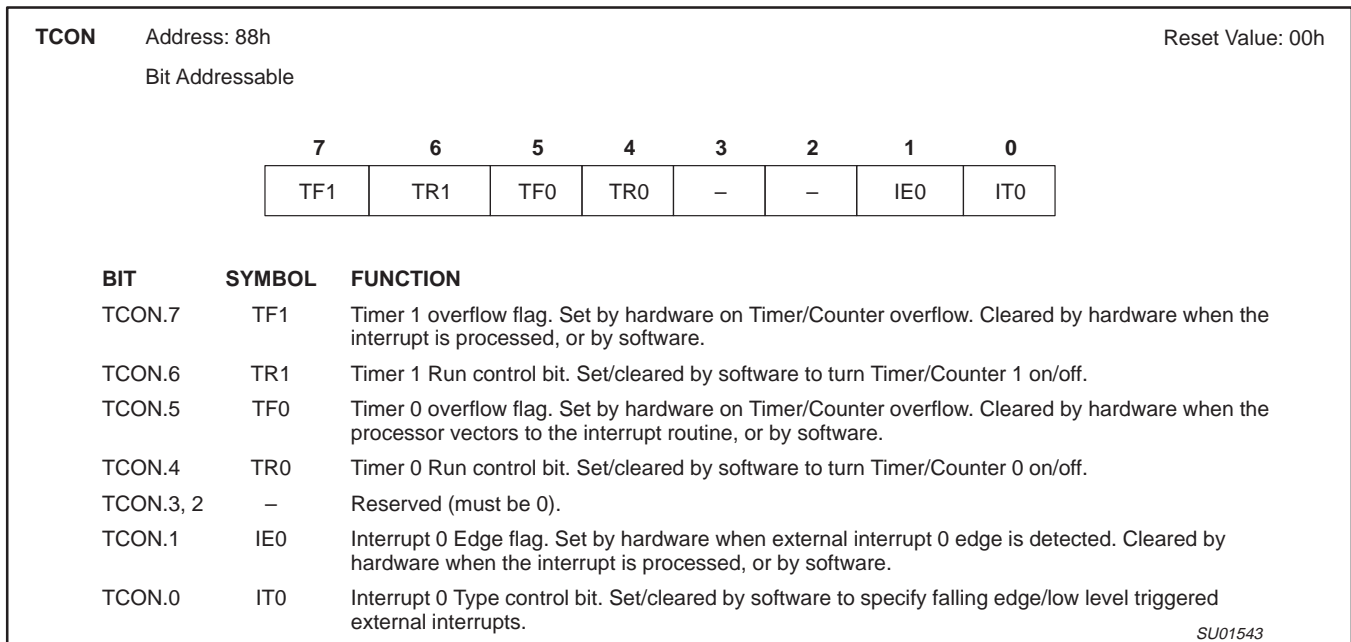 TCON Address: 88h Reset Value: 00h
Bit Addressable
7 6 5 4 3 2 1 0
TF1 TR1 TF0 TR0 – – IE0 IT0
BIT SYMBOL FUNCTION
TCON.7 TF1 Timer 1 overflow flag. Set by hardware on Timer/Counter overflow. Cleared by hardware when the
interrupt is processed, or by software.
TCON.6 TR1 Timer 1 Run control bit. Set/cleared by software to turn Timer/Counter 1 on/off.
TCON.5 TF0 Timer 0 overflow flag. Set by hardware on Timer/Counter overflow. Cleared by hardware when the
processor vectors to the interrupt routine, or by software.
TCON.4 TR0 Timer 0 Run control bit. Set/cleared by software to turn Timer/Counter 0 on/off.
TCON.3, 2 – Reserved (must be 0).
TCON.1 IE0 Interrupt 0 Edge flag. Set by hardware when external interrupt 0 edge is detected. Cleared by
hardware when the interrupt is processed, or by software.
TCON.0 IT0 Interrupt 0 Type control bit. Set/cleared by software to specify falling edge/low level triggered
external interrupts.
SU01543